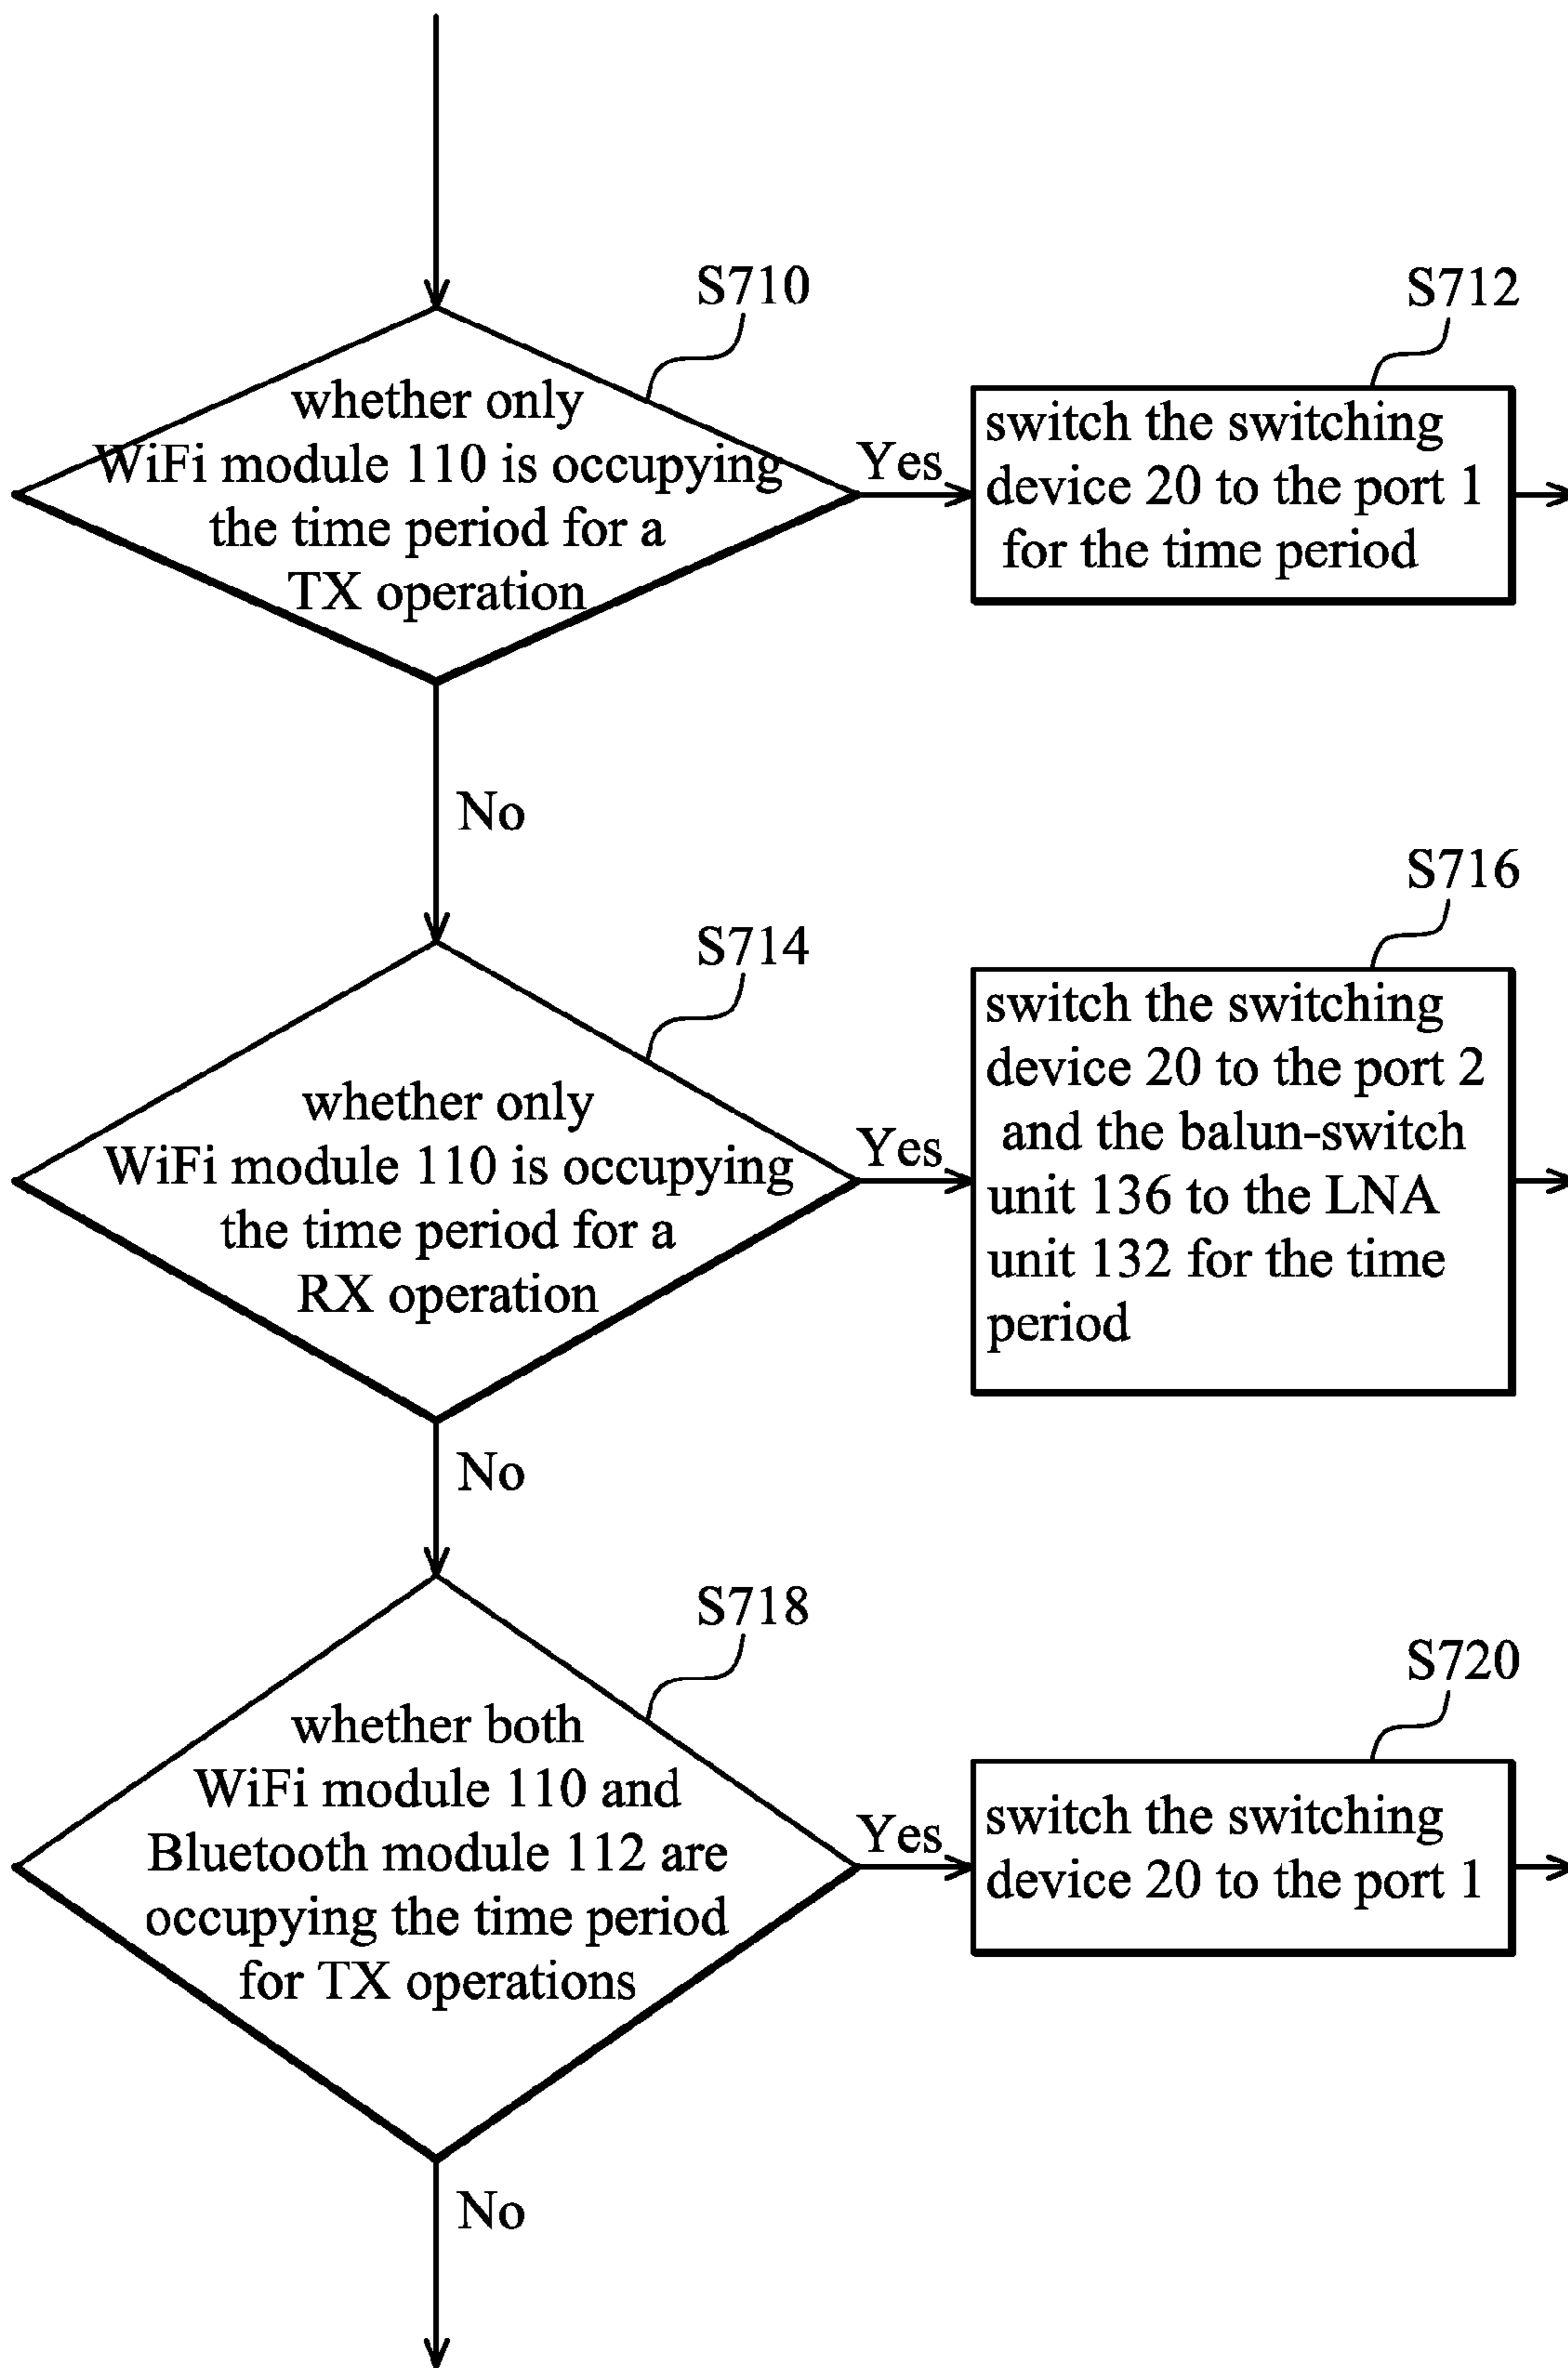 S710
whether only
WiFi module 110 is occupying
the time period for a
TX operation
Yes
S712
switch the switching
device 20 to the port 1
for the time period
No
S714
whether only
WiFi module 110 is occupying
the time period for a
RX operation
Yes
S716
switch the switching
device 20 to the port 2
and the balun-switch
unit 136 to the LNA
unit 132 for the time
period
No
S718
whether both
WiFi module 110 and
Bluetooth module 112 are
occupying the time period
for TX operations
Yes
S720
switch the switching
device 20 to the port 1
No